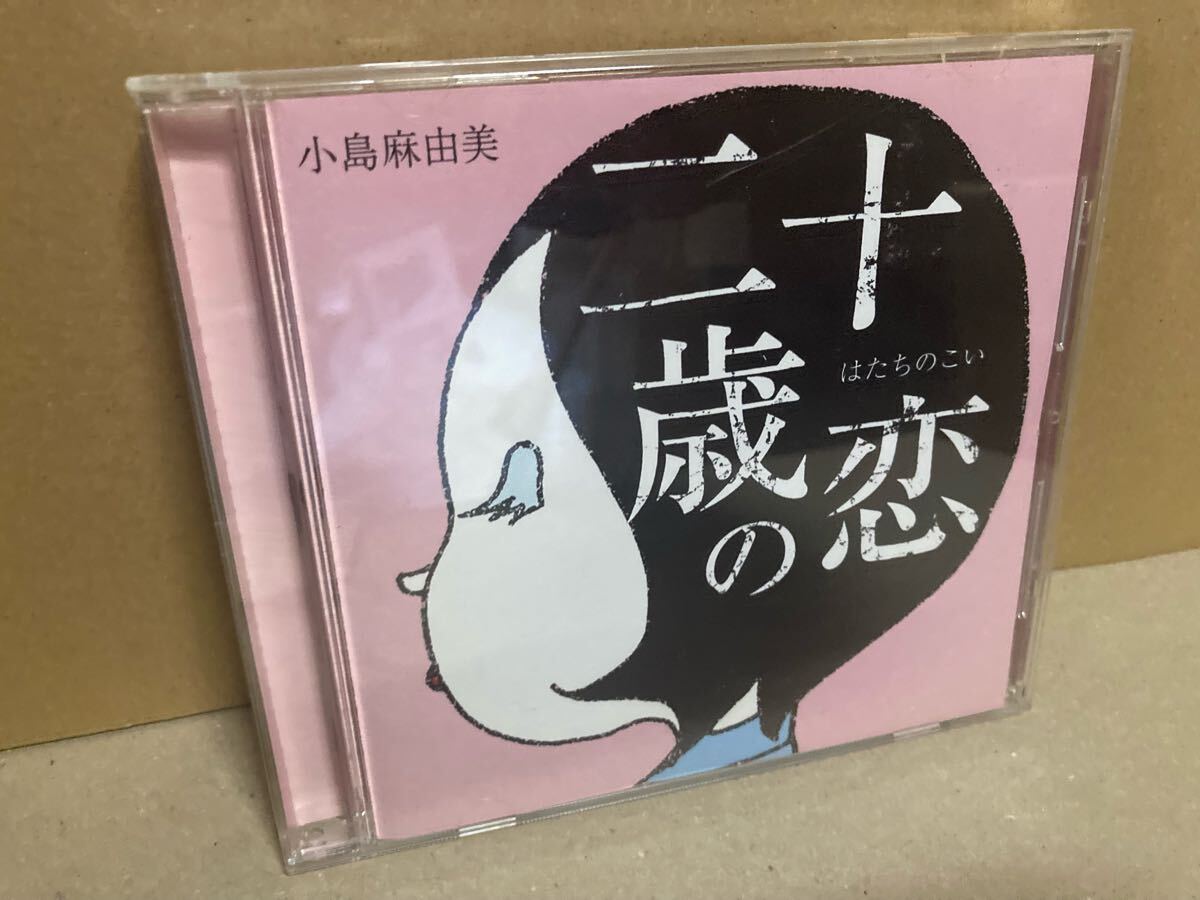 小島麻由美
二十歳の恋
はたちのこい